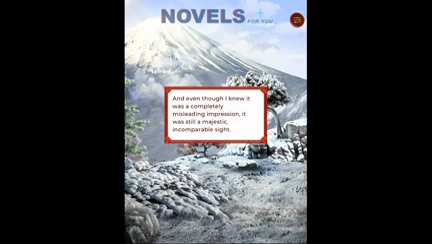 NOVELS
FOR YOU
And even though I knew it
was a completely
misleading impression, it
was still a majestic,
incomparable sight.